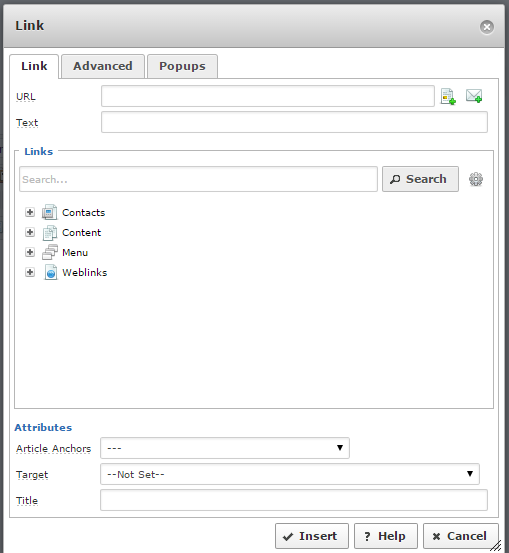 Link
Link Advanced Popups
URL
Text
Links
Search... Search
Contacts
Content
Menu
Weblinks
Attributes
Article Anchors ---
Target --Not Set--
Title
Insert ? Help Cancel